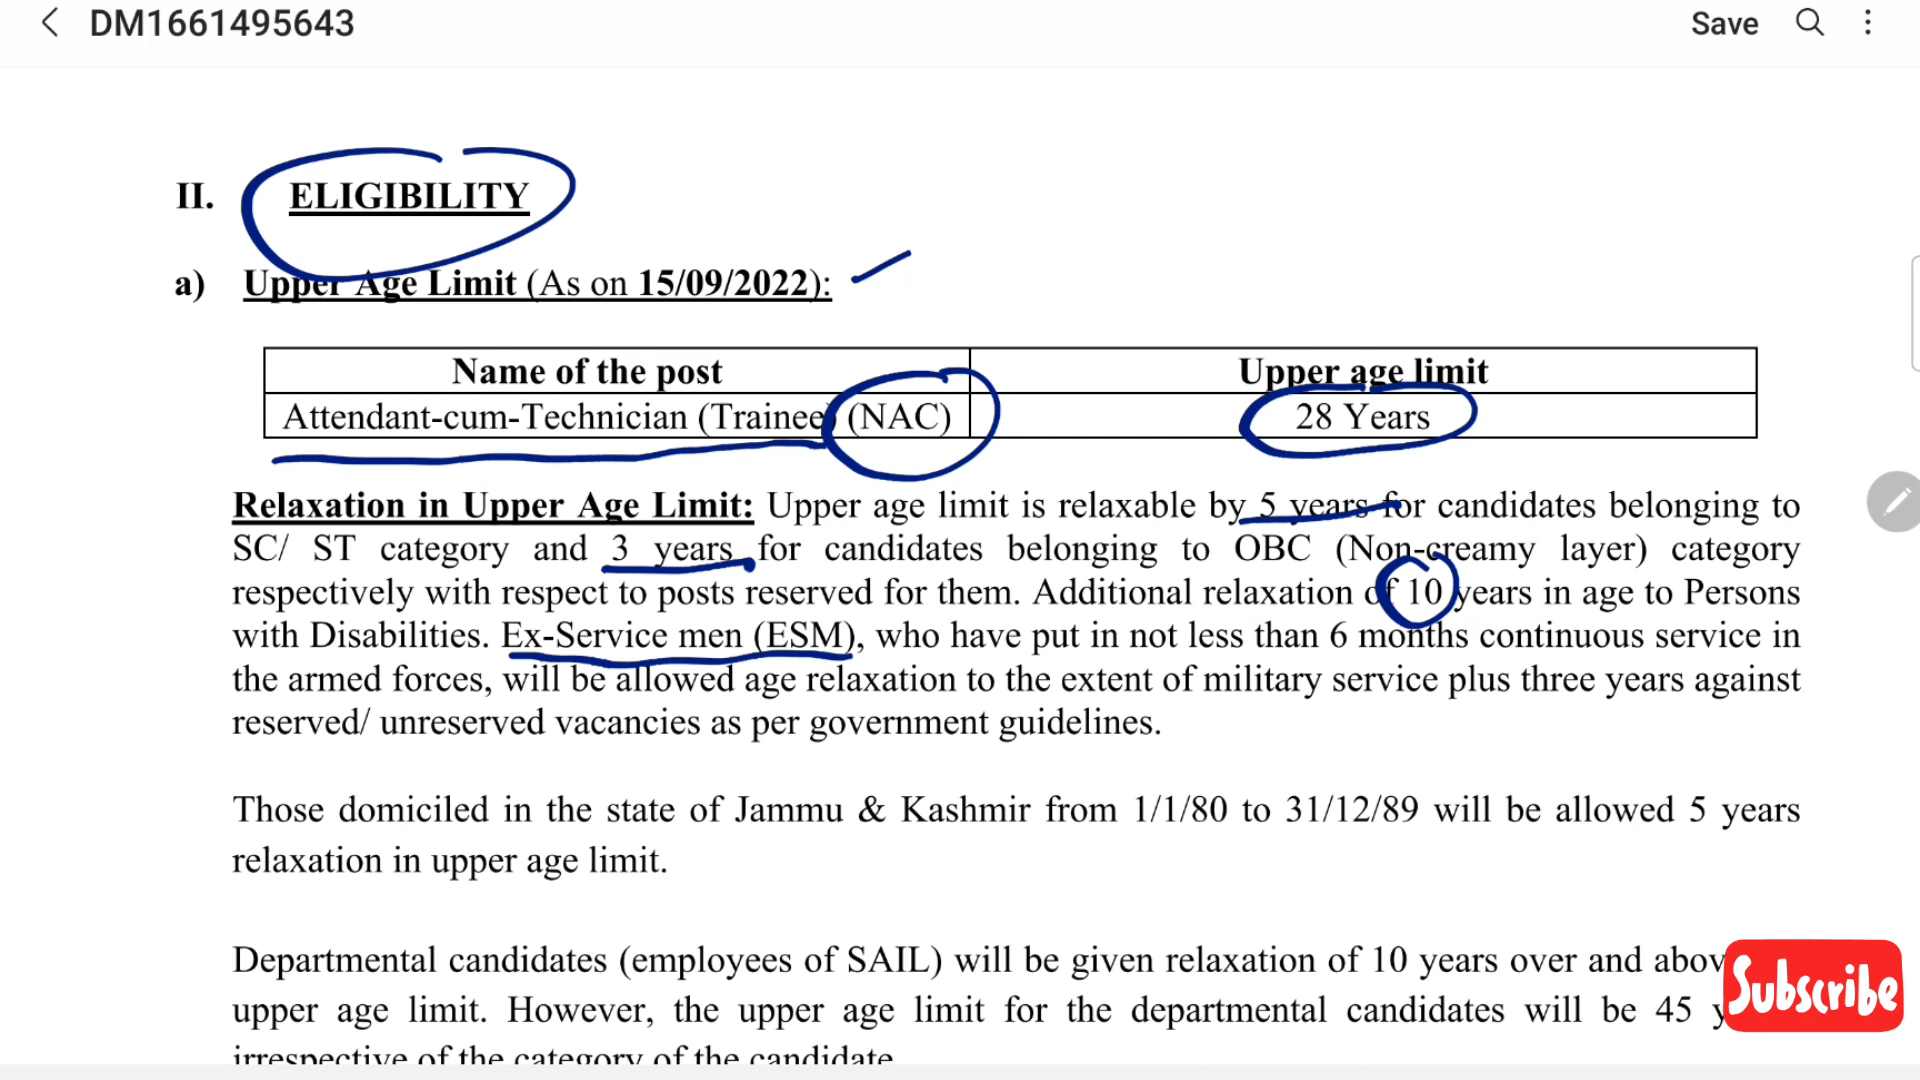 DM1661495643
Save
II. ELIGIBILITY
a) Upper Age Limit (As on 15/09/2022):
Name of the post Upper age limit
Attendant-cum-Technician (Trainee) (NAC) 28 Years
Relaxation in Upper Age Limit: Upper age limit is relaxable by 5 years for candidates belonging to
SC/ ST category and 3 years for candidates belonging to OBC (Non-creamy layer) category
respectively with respect to posts reserved for them. Additional relaxation of 10 years in age to Persons
with Disabilities. Ex-Service men (ESM), who have put in not less than 6 months continuous service in
the armed forces, will be allowed age relaxation to the extent of military service plus three years against
reserved/ unreserved vacancies as per government guidelines.
Those domiciled in the state of Jammu & Kashmir from 1/1/80 to 31/12/89 will be allowed 5 years
relaxation in upper age limit.
Departmental candidates (employees of SAIL) will be given relaxation of 10 years over and abov
upper age limit. However, the upper age limit for the departmental candidates will be 45 y
irrespective of the category of the candidate
Subscribe